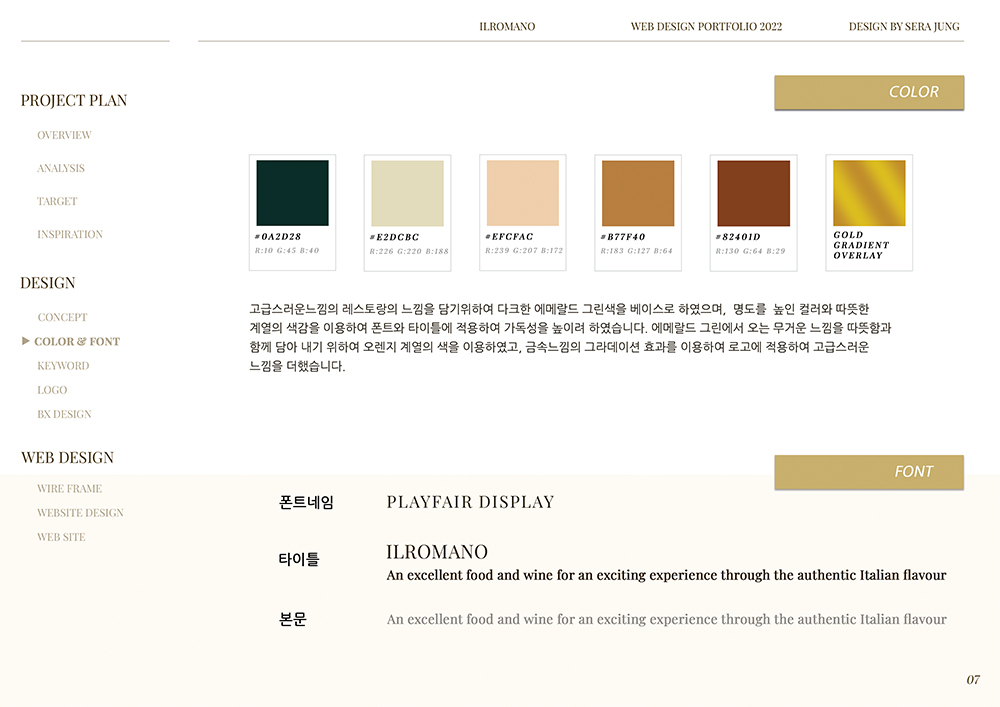 ILROMANO
WEB DESIGN PORTFOLIO 2022
DESIGN BY SERA JUNG
PROJECT PLAN
OVERVIEW
ANALYSIS
TARGET
INSPIRATION
DESIGN
CONCEPT
▶ COLOR & FONT
KEYWORD
LOGO
BX DESIGN
WEB DESIGN
WIRE FRAME
WEBSITE DESIGN
WEB SITE
COLOR
#0A2D28
R:10 G:45 B:40
#E2DCBC
R:226 G:220 B:188
#EFCFAC
R:239 G:207 B:172
#B77F40
R:183 G:127 B:64
#82401D
R:130 G:64 B:29
GOLD
GRADIENT
OVERLAY
고급스러운느낌의 레스토랑의 느낌을 담기위하여 다크한 에메랄드 그린색을 베이스로 하였으며, 명도를 높인 컬러와 따뜻한
계열의 색감을 이용하여 폰트와 타이틀에 적용하여 가독성을 높이려 하였습니다. 에메랄드 그린에서 오는 무거운 느낌을 따뜻함과
함께 담아 내기 위하여 오렌지 계열의 색을 이용하였고, 금속느낌의 그라데이션 효과를 이용하여 로고에 적용하여 고급스러운
느낌을 더했습니다.
FONT
폰트네임
PLAYFAIR DISPLAY
타이틀
ILROMANO
An excellent food and wine for an exciting experience through the authentic Italian flavour
본문
An excellent food and wine for an exciting experience through the authentic Italian flavour
07